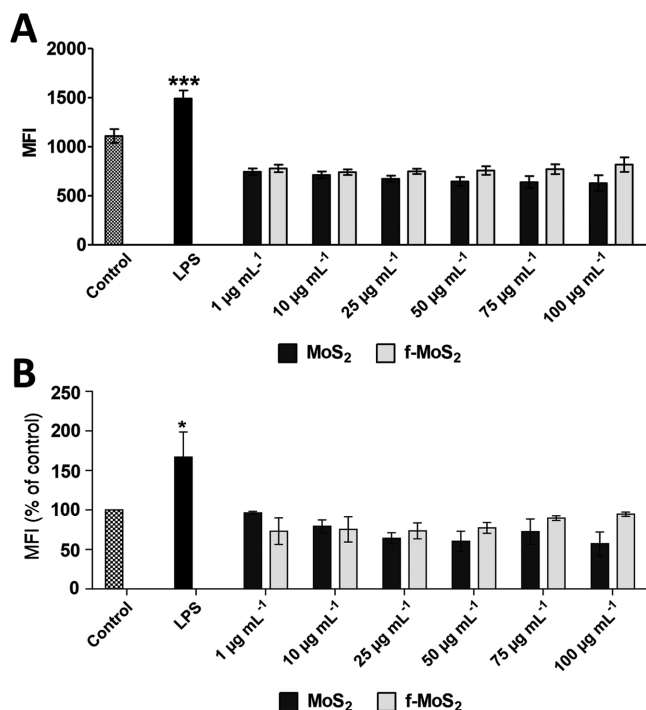 A
2000
1500
1000
500
0
MFI
***
Control
LPS
1 µg mL-¹
10 µg mL⁻¹
25 µg mL⁻¹
50 µg mL⁻¹
75 µg mL⁻¹
100 µg mL⁻¹
MoS₂ f-MoS₂
B
250
200
150
100
50
0
MFI (% of control)
*
Control
LPS
1 µg mL⁻¹
10 µg mL⁻¹
25 µg mL⁻¹
50 µg mL⁻¹
75 µg mL⁻¹
100 µg mL⁻¹
MoS₂ f-MoS₂